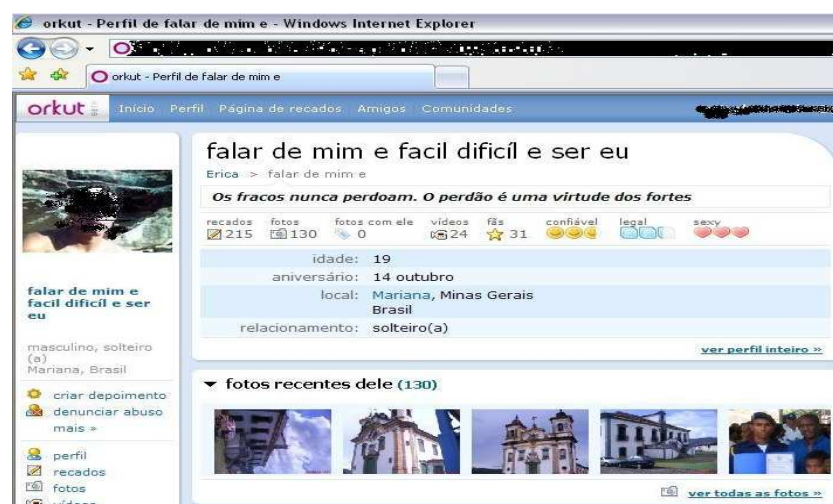 orkut - Perfil de falar de mim e - Windows Internet Explorer
orkut - Perfil de falar de mim e
orkut Início Perfil Página de recados Amigos Comunidades
falar de mim e facil dificíl e ser eu
Erica > falar de mim e
Os fracos nunca perdoam. O perdão é uma virtude dos fortes
recados fotos fotos com ele vídeos fãs confiável legal sexy
215 130 0 24 31
idade: 19
aniversário: 14 outubro
local: Mariana, Minas Gerais
Brasil
relacionamento: solteiro(a)
ver perfil inteiro »
falar de mim e
facil dificíl e ser
eu
masculino, solteiro
(a)
Mariana, Brasil
criar depoimento
denunciar abuso
mais »
perfil
recados
fotos
vídeos
fotos recentes dele (130)
ver todas as fotos »